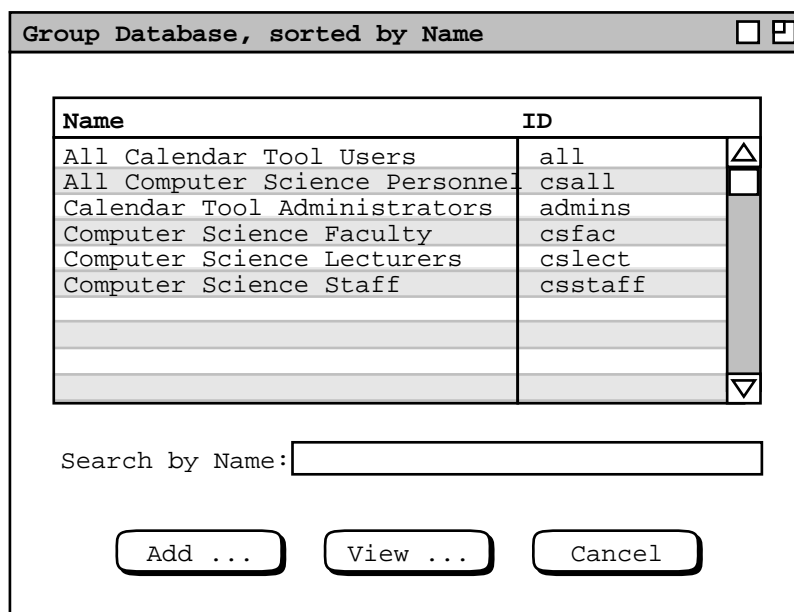 Group Database, sorted by Name
Name ID
All Calendar Tool Users all
All Computer Science Personnel csall
Calendar Tool Administrators admins
Computer Science Faculty csfac
Computer Science Lecturers cslect
Computer Science Staff csstaff
Search by Name:
Add ... View ... Cancel